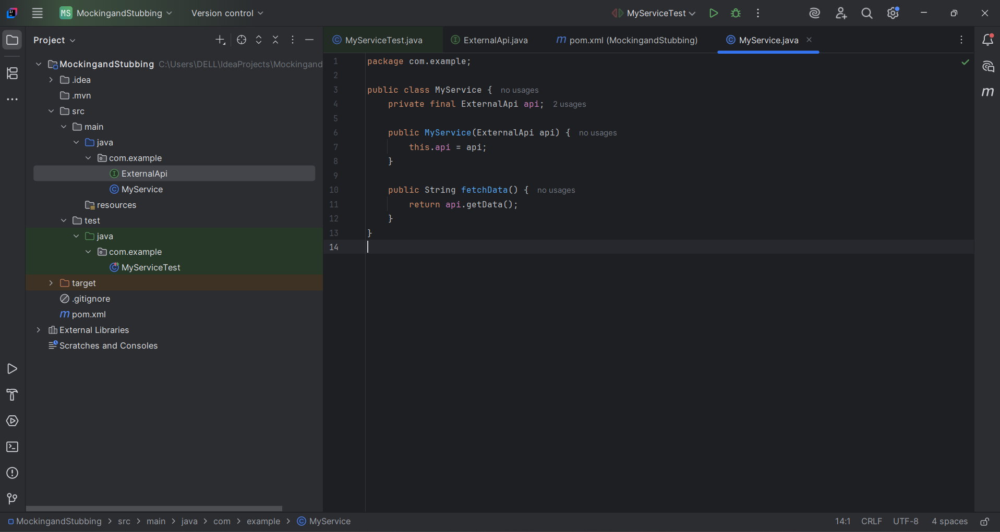 MS MockingandStubbing Version control MyServiceTest
Project
MyServiceTest.java ExternalApi.java m pom.xml (MockingandStubbing) MyService.java
MockingandStubbing C:\Users\DELL\IdeaProjects\Mockingand
.idea
.mvn
src
main
java
com.example
ExternalApi
MyService
resources
test
java
com.example
MyServiceTest
target
.gitignore
m pom.xml
External Libraries
Scratches and Consoles
1 package com.example;
2
3 public class MyService { no usages
4 private final ExternalApi api; 2 usages
5
6 public MyService(ExternalApi api) { no usages
7 this.api = api;
8 }
9
10 public String fetchData() { no usages
11 return api.getData();
12 }
13 }
14
m
MockingandStubbing > src > main > java > com > example > MyService 14:1 CRLF UTF-8 4 spaces